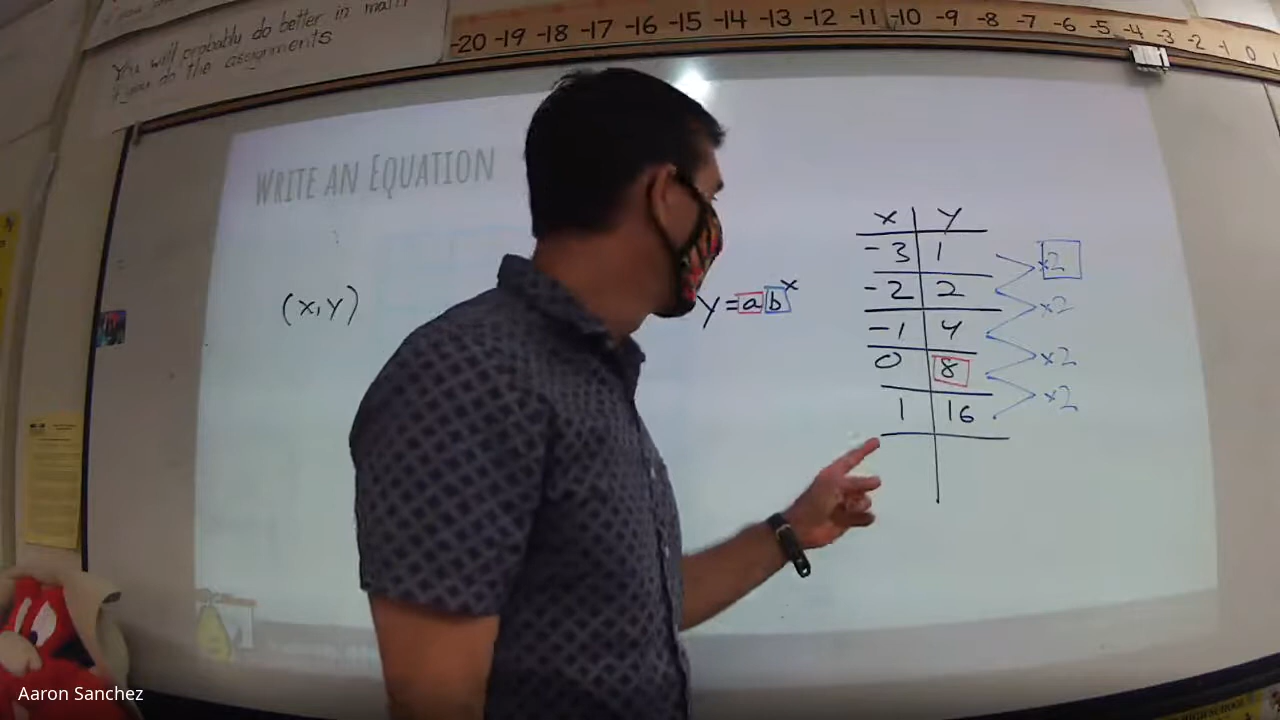 You will probably do better in math
if you do the assignments
-20 -19 -18 -17 -16 -15 -14 -13 -12 -11 -10 -9 -8 -7 -6 -5 -4 -3 -2 -1 0
WRITE AN EQUATION
(x,y)
y=ab^x
x y
-3 1
-2 2
-1 4
0 8
1 16
x2
x2
x2
x2
Aaron Sanchez